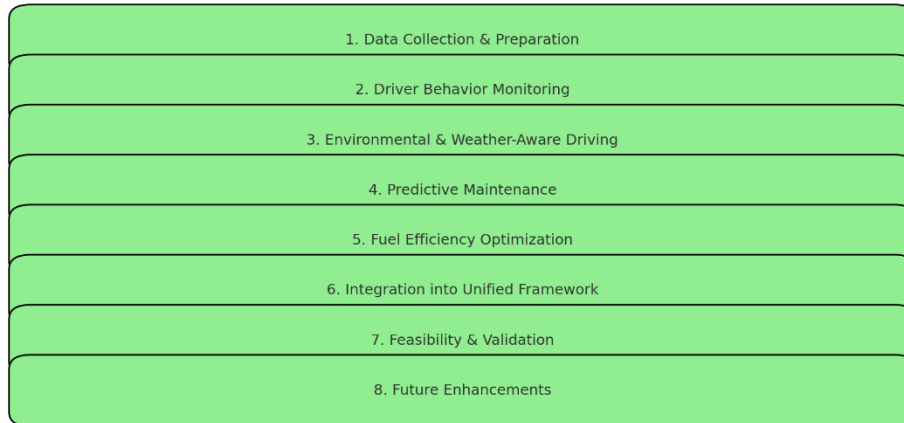 1. Data Collection & Preparation
2. Driver Behavior Monitoring
3. Environmental & Weather-Aware Driving
4. Predictive Maintenance
5. Fuel Efficiency Optimization
6. Integration into Unified Framework
7. Feasibility & Validation
8. Future Enhancements